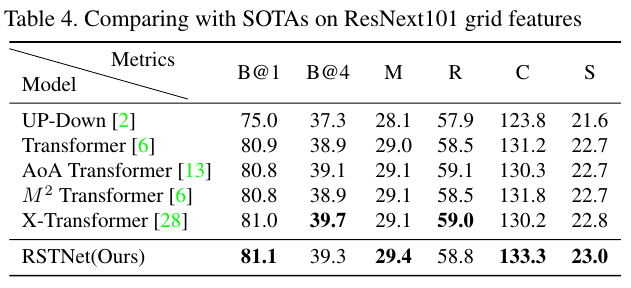 Table 4. Comparing with SOTAs on ResNext101 grid features
Metrics
Model B@1 B@4 M R C S
UP-Down [2] 75.0 37.3 28.1 57.9 123.8 21.6
Transformer [6] 80.9 38.9 29.0 58.5 131.2 22.7
AoA Transformer [13] 80.8 39.1 29.1 59.1 130.3 22.7
M² Transformer [6] 80.8 38.9 29.1 58.5 131.8 22.7
X-Transformer [28] 81.0 39.7 29.1 59.0 130.2 22.8
RSTNet(Ours) 81.1 39.3 29.4 58.8 133.3 23.0